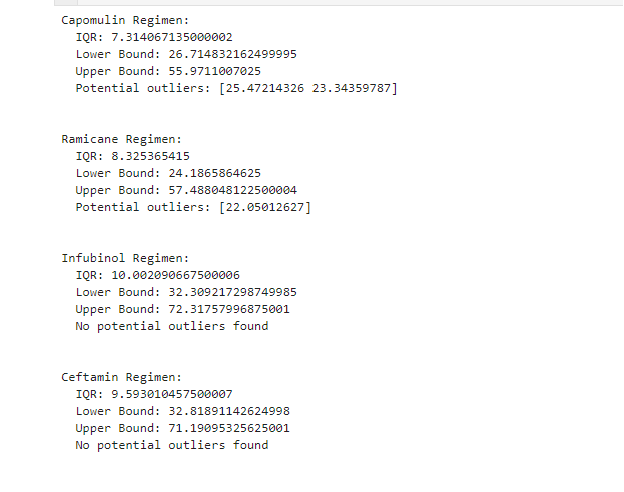 Capomulin Regimen:
IQR: 7.314067135000002
Lower Bound: 26.714832162499995
Upper Bound: 55.9711007025
Potential outliers: [25.47214326 23.34359787]
Ramicane Regimen:
IQR: 8.325365415
Lower Bound: 24.1865864625
Upper Bound: 57.488048122500004
Potential outliers: [22.05012627]
Infubinol Regimen:
IQR: 10.002090667500006
Lower Bound: 32.309217298749985
Upper Bound: 72.31757996875001
No potential outliers found
Ceftamin Regimen:
IQR: 9.593010457500007
Lower Bound: 32.81891142624998
Upper Bound: 71.19095325625001
No potential outliers found